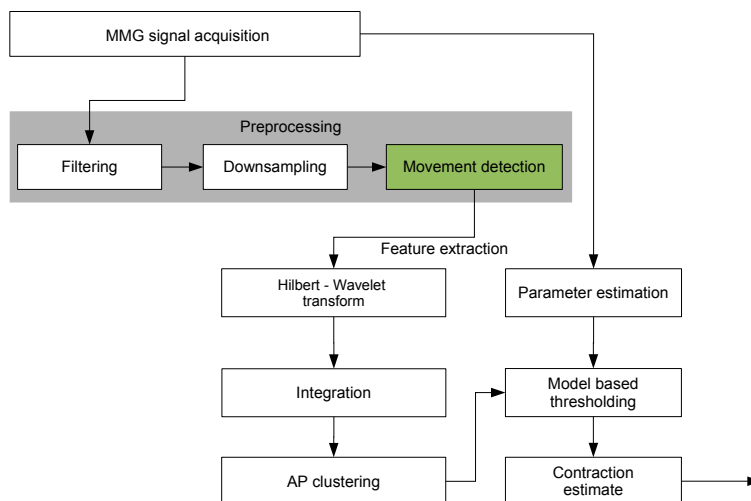 MMG signal acquisition
Preprocessing
Filtering
Downsampling
Movement detection
Feature extraction
Hilbert - Wavelet
transform
Parameter estimation
Integration
Model based
thresholding
AP clustering
Contraction
estimate